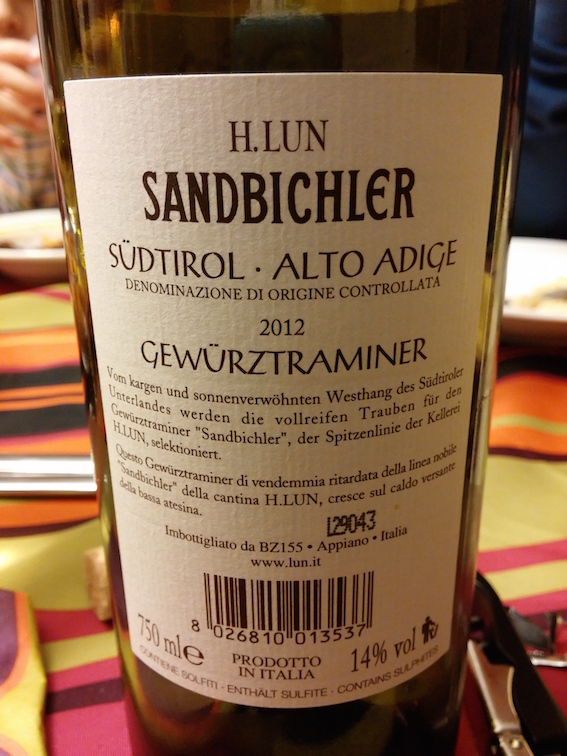 H.LUN
SANDBICHLER
SÜDTIROL · ALTO ADIGE
DENOMINAZIONE DI ORIGINE CONTROLLATA
2012
GEWÜRZTRAMINER
Vom kargen und sonnenverwöhnten Westhang des Südtiroler
Unterlandes werden die vollreifen Trauben für den
Gewürztraminer "Sandbichler", der Spitzenlinie der Kellerei
H.LUN, selektioniert.
Questo Gewürztraminer di vendemmia ritardata della linea nobile
"Sandbichler" della cantina H.LUN, cresce sul caldo versante
della bassa atesina.
L29043
Imbottigliato da BZ155 • Appiano • Italia
www.lun.it
8 026810 013537
750 ml e
PRODOTTO
IN ITALIA
14% vol
CONTIENE SOLFITI · ENTHÄLT SULFITE · CONTAINS SULPHITES